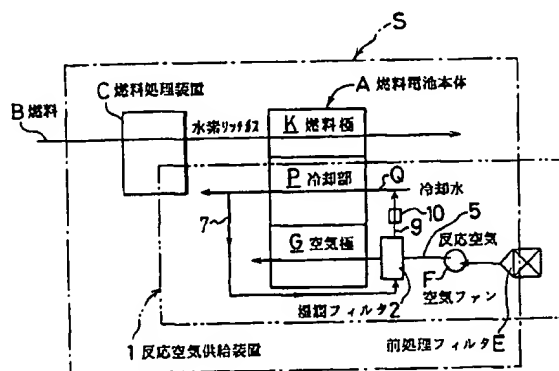 S
C 燃料処理装置
A 燃料電池本体
B 燃料
水素リッチガス
K 燃料極
P 冷却部
Q
冷却水
7
10
9
5
反応空気
G 空気極
F
空気ファン
湿潤フィルタ2
前処理フィルタE
1 反応空気供給装置